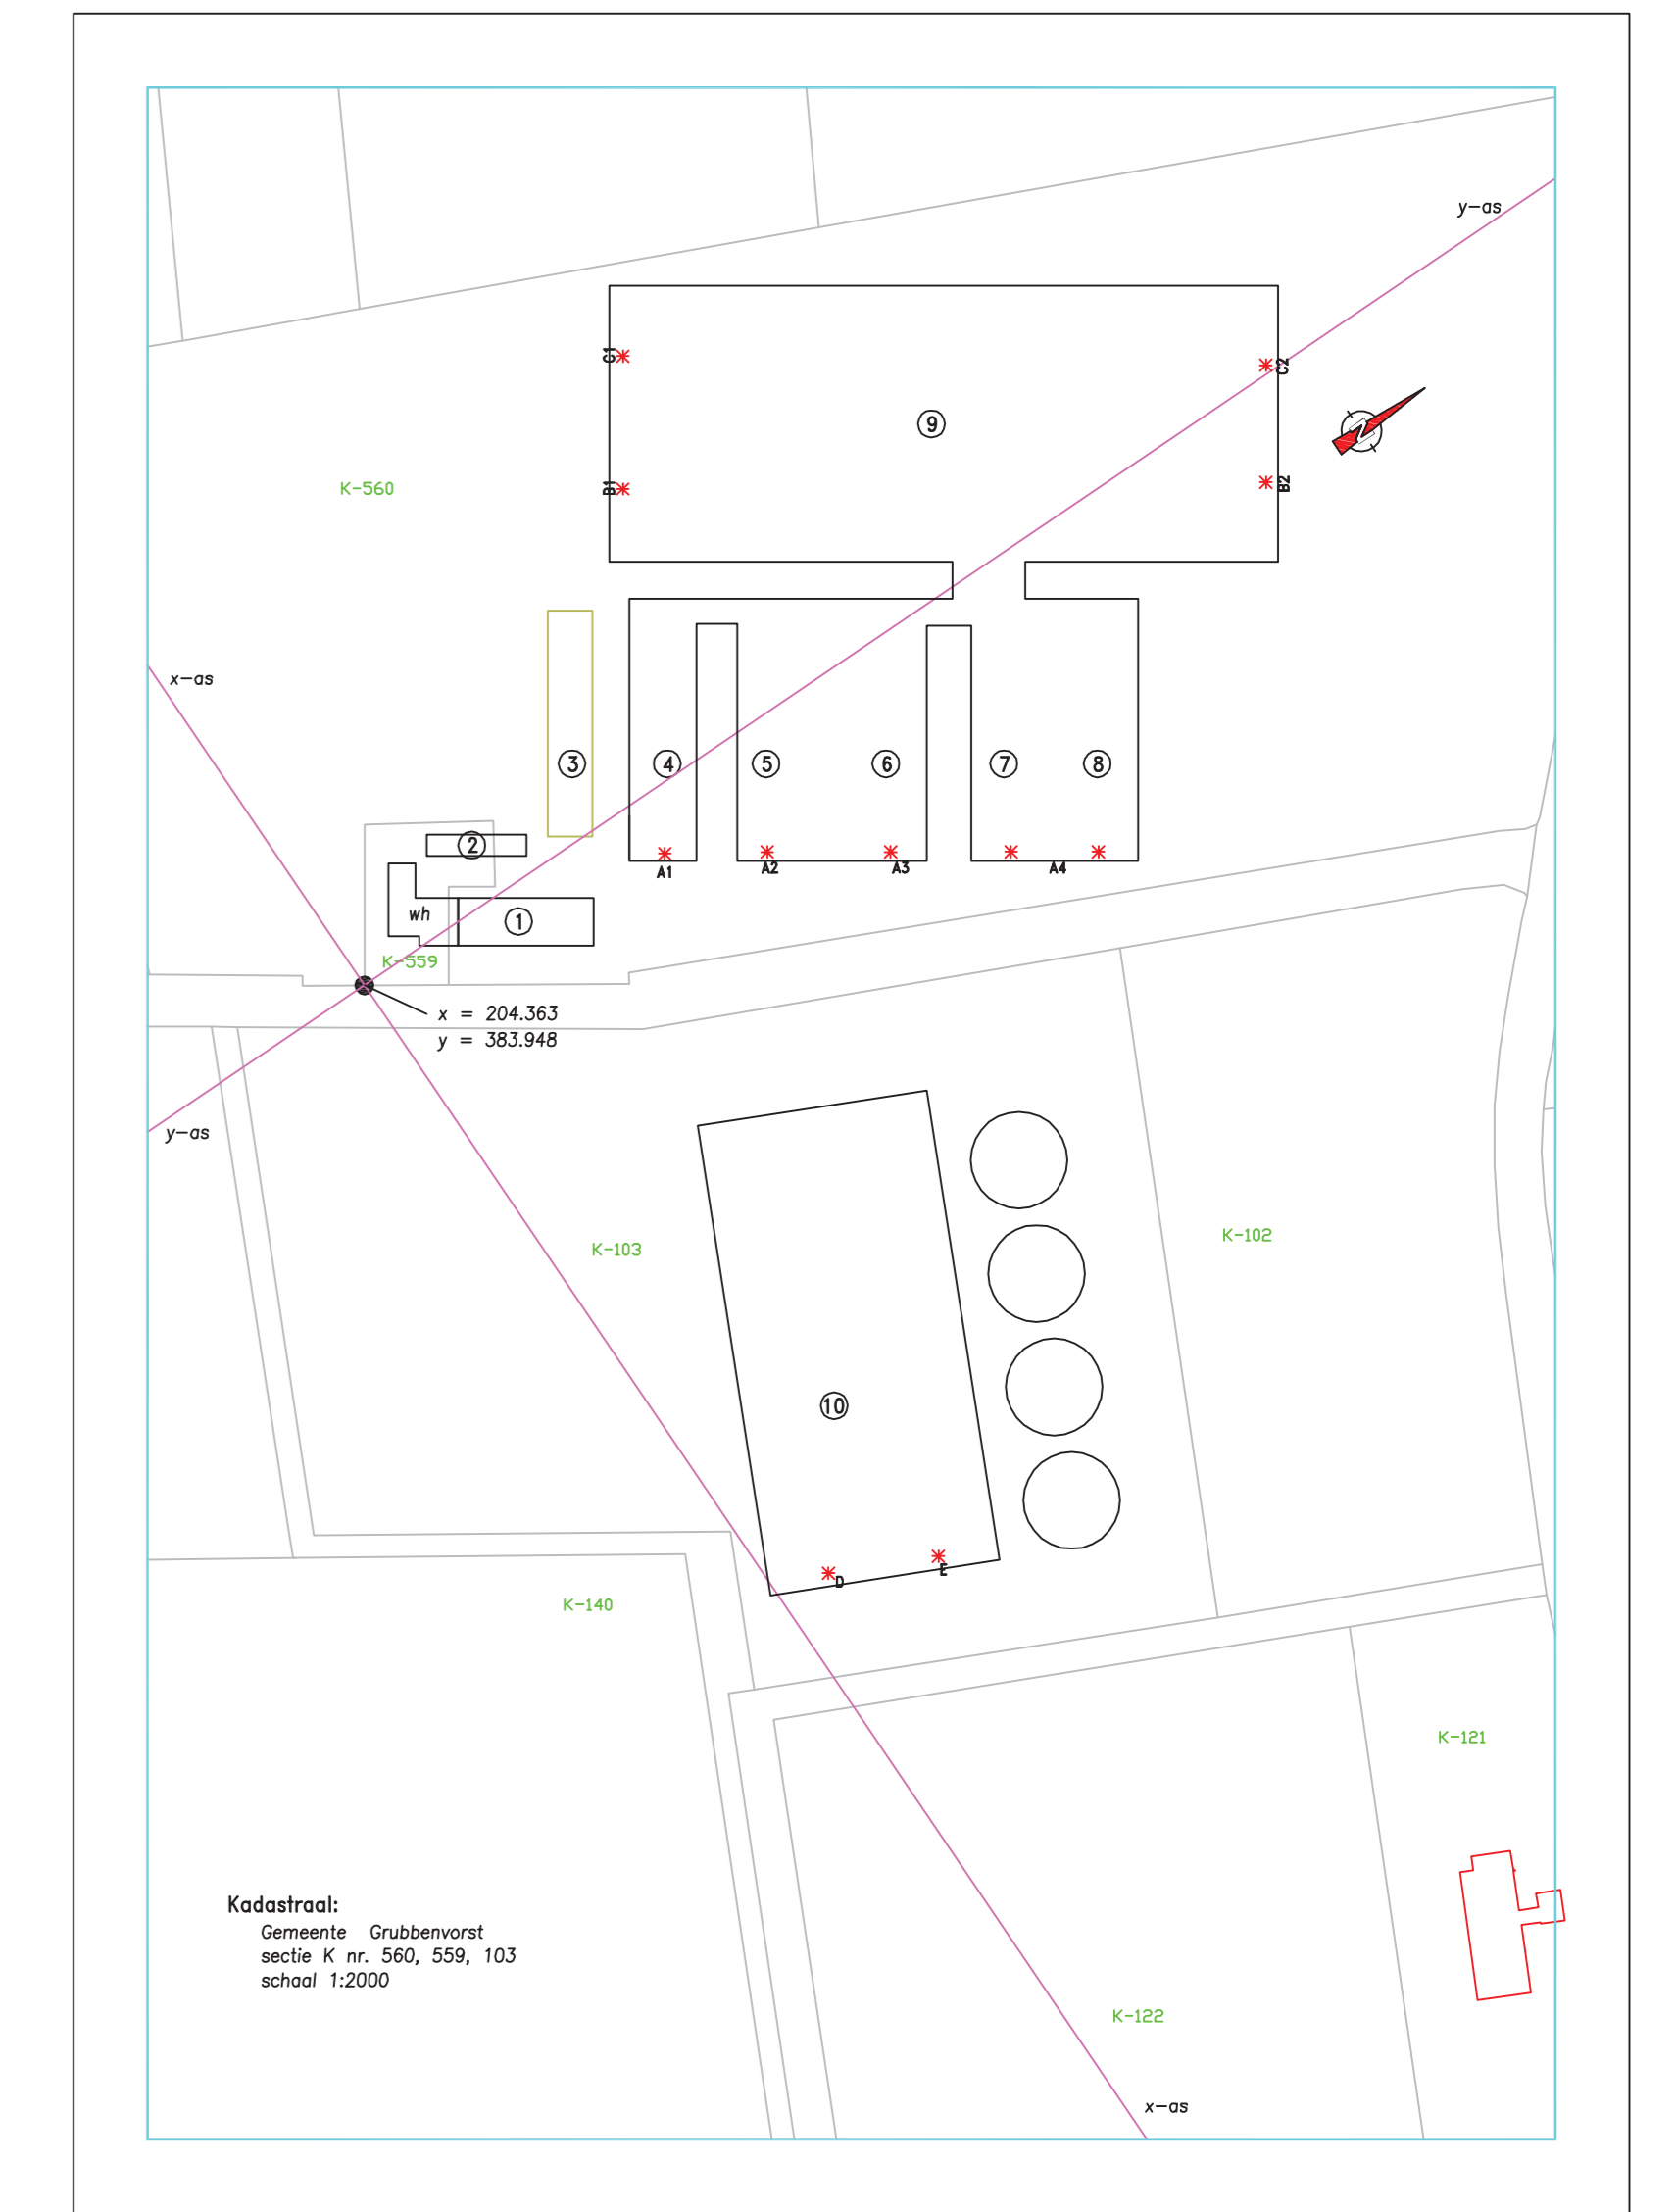 y-as
C1
C2
9
B1
B2
K-560
x-as
3
4
5
6
7
8
2
A1
A2
A3
A4
wh
1
K-559
x = 204.363
y = 383.948
y-as
K-103
K-102
10
D
E
K-140
K-121
Kadastraal:
Gemeente Grubbenvorst
sectie K nr. 560, 559, 103
schaal 1:2000
K-122
x-as